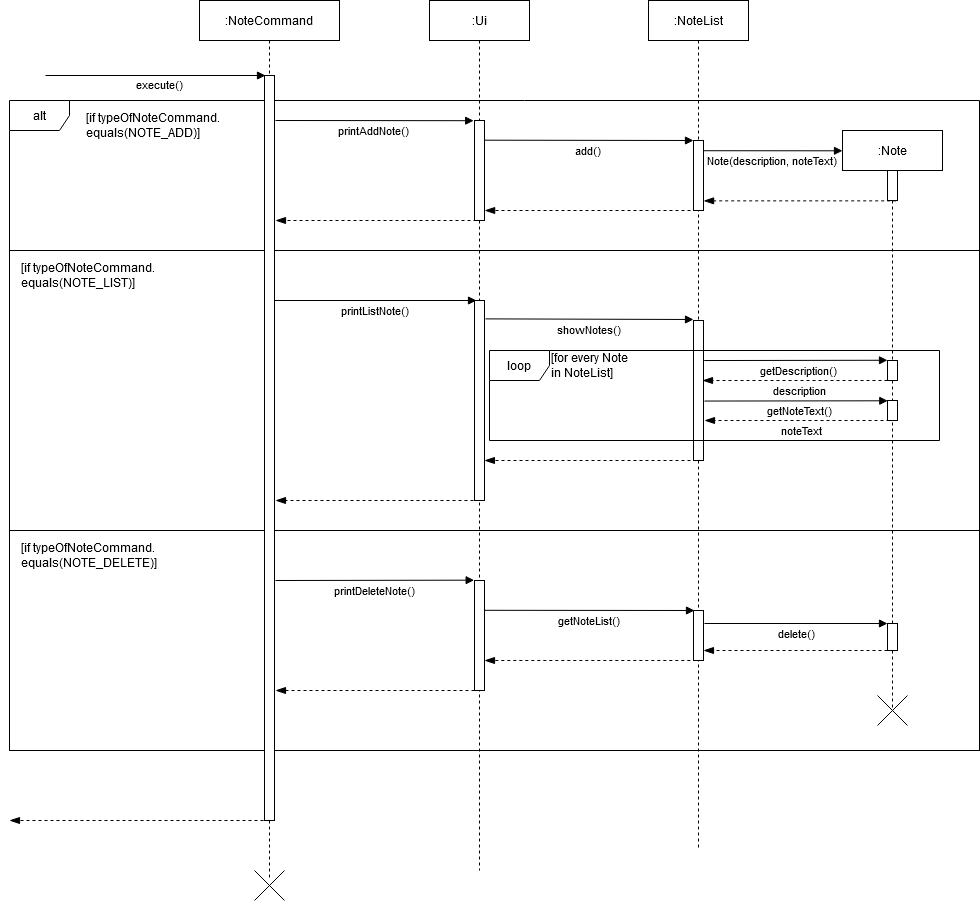 :NoteCommand
:Ui
:NoteList
execute()
alt
[if typeOfNoteCommand.
equals(NOTE_ADD)]
printAddNote()
add()
Note(description, noteText)
:Note
[if typeOfNoteCommand.
equals(NOTE_LIST)]
printListNote()
showNotes()
loop
[for every Note
in NoteList]
getDescription()
description
getNoteText()
noteText
[if typeOfNoteCommand.
equals(NOTE_DELETE)]
printDeleteNote()
getNoteList()
delete()